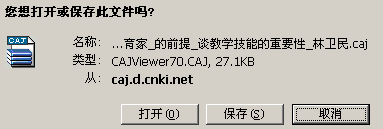 您想打开或保存此文件吗?
CAJ
名称: ...育家_的前提_谈教学技能的重要性_林卫民.caj
类型: CAJViewer70.CAJ, 27.1KB
从: caj.d.cnki.net
打开(O) 保存(S) 取消